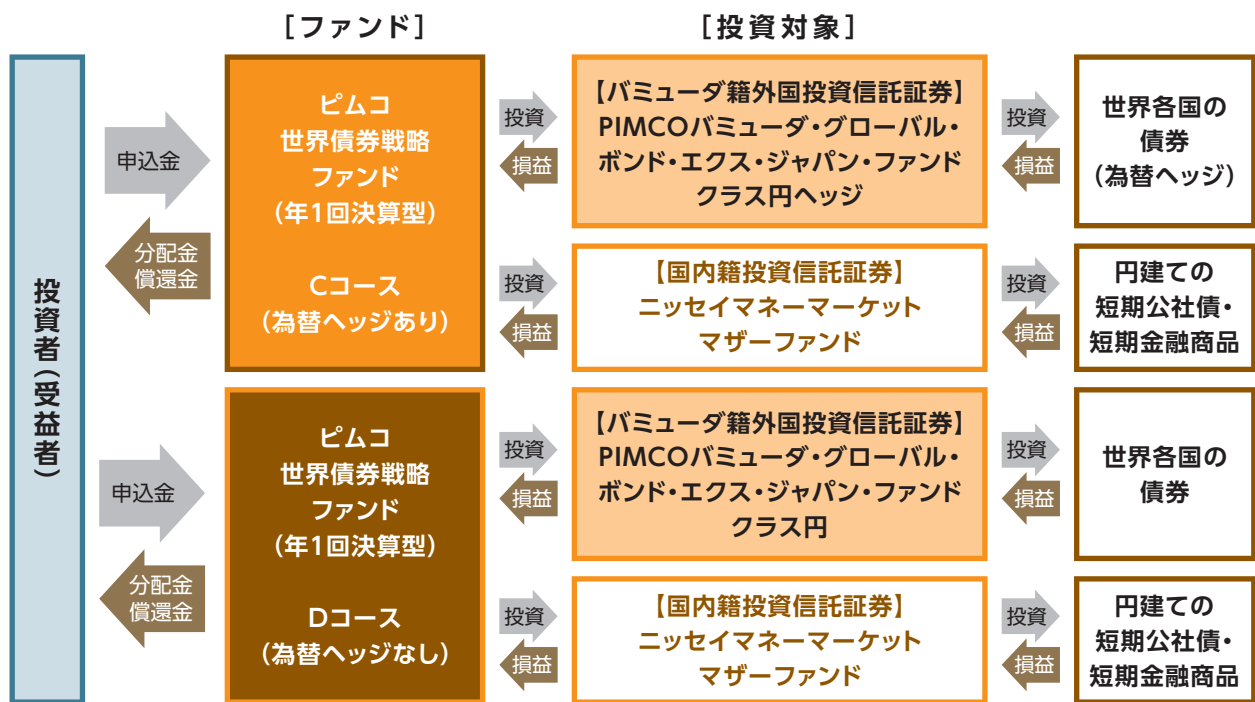 ［ファンド］
［投資対象］
投資者（受益者）
申込金
分配金
償還金
ピムコ
世界債券戦略
ファンド
（年1回決算型）
Cコース
（為替ヘッジあり）
投資
損益
【バミューダ籍外国投資信託証券】
PIMCOバミューダ・グローバル・
ボンド・エクス・ジャパン・ファンド
クラス円ヘッジ
投資
損益
世界各国の
債券
（為替ヘッジ）
投資
損益
【国内籍投資信託証券】
ニッセイマネーマーケット
マザーファンド
投資
損益
円建ての
短期公社債・
短期金融商品
申込金
分配金
償還金
ピムコ
世界債券戦略
ファンド
（年1回決算型）
Dコース
（為替ヘッジなし）
投資
損益
【バミューダ籍外国投資信託証券】
PIMCOバミューダ・グローバル・
ボンド・エクス・ジャパン・ファンド
クラス円
投資
損益
世界各国の
債券
投資
損益
【国内籍投資信託証券】
ニッセイマネーマーケット
マザーファンド
投資
損益
円建ての
短期公社債・
短期金融商品